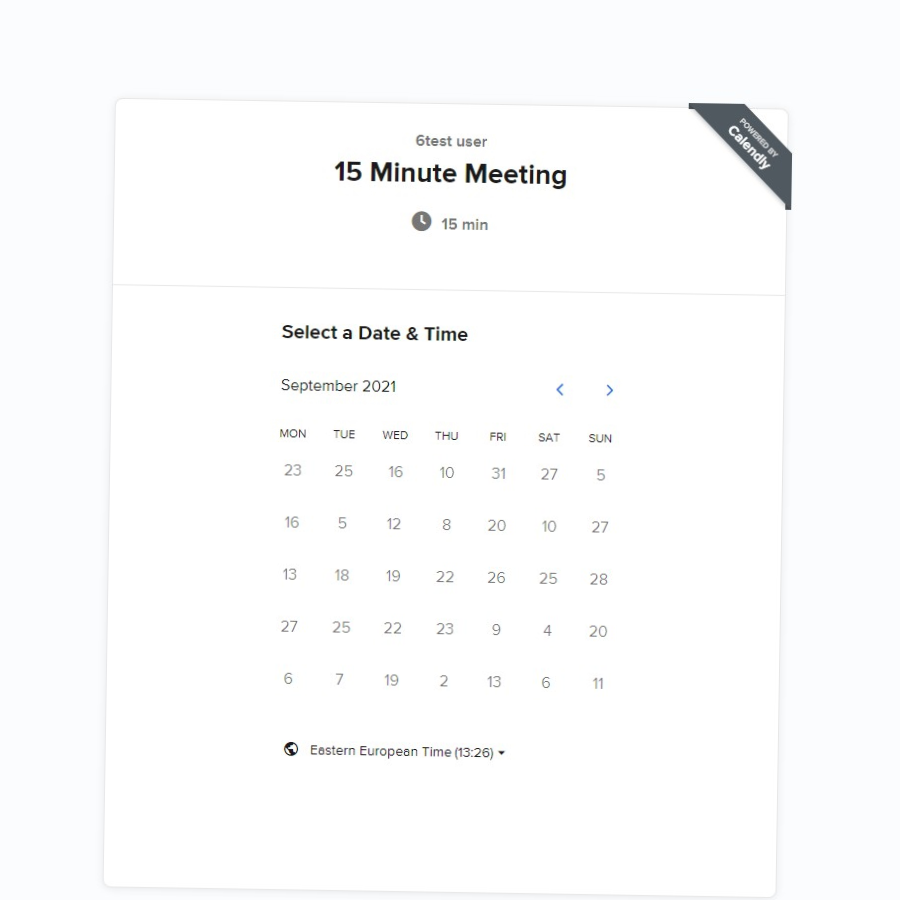 POWERED BY
Calendly
6test user
15 Minute Meeting
15 min
Select a Date & Time
September 2021
MON TUE WED THU FRI SAT SUN
23 25 16 10 31 27 5
16 5 12 8 20 10 27
13 18 19 22 26 25 28
27 25 22 23 9 4 20
6 7 19 2 13 6 11
Eastern European Time (13:26)